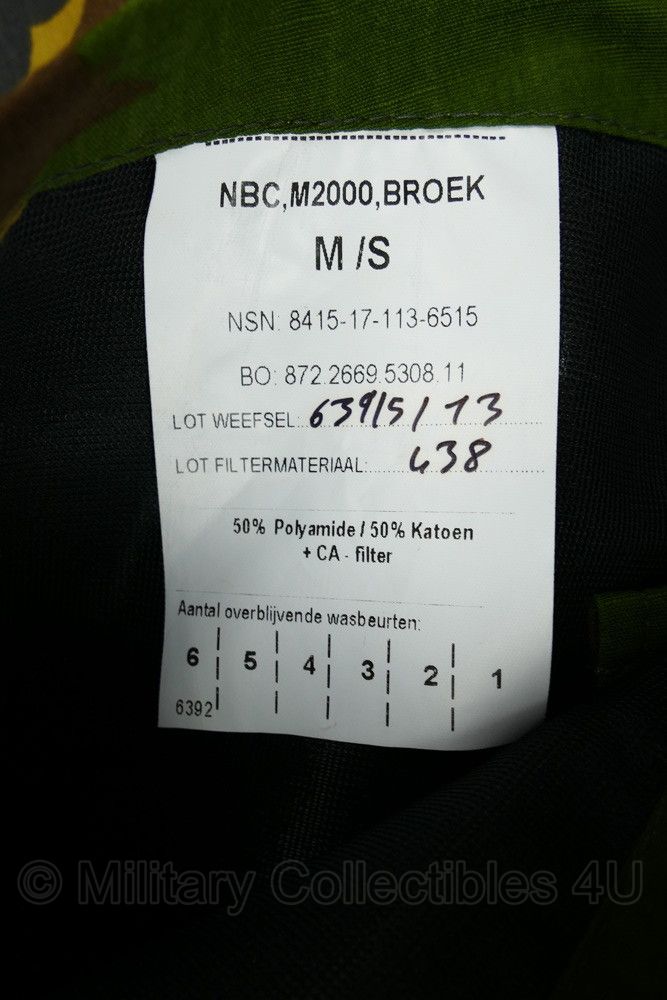 NBC,M2000,BROEK
M /S
NSN: 8415-17-113-6515
BO: 872.2669.5308.11
LOT WEEFSEL: 639/5/13
LOT FILTERMATERIAAL: 438
50% Polyamide / 50% Katoen
+ CA - filter
Aantal overblijvende wasbeurten:
6 5 4 3 2 1
6392
© Military Collectibles 4U